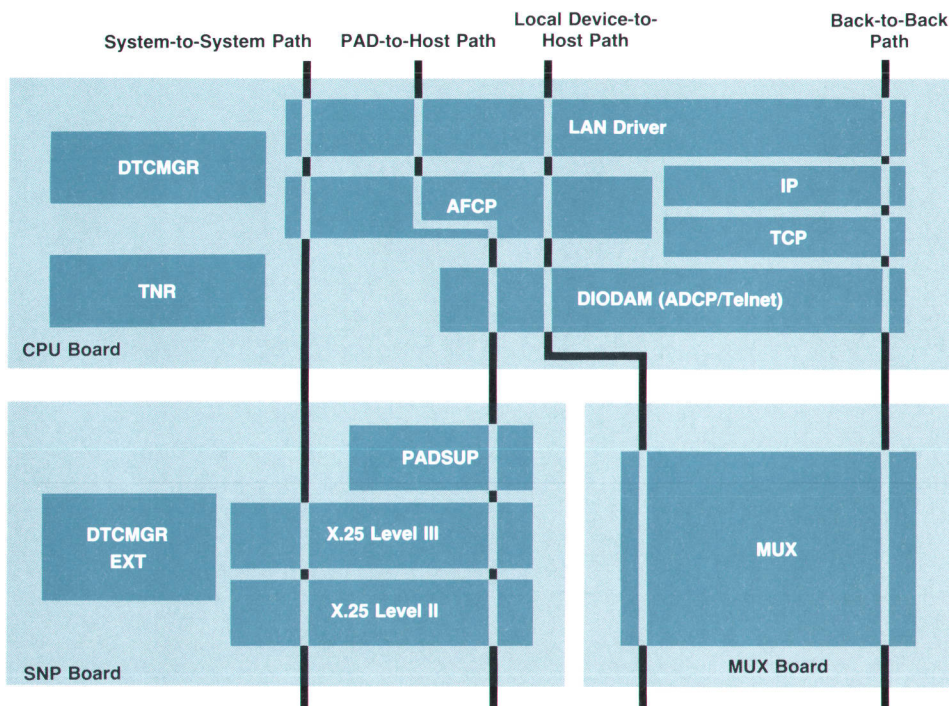 System-to-System Path
PAD-to-Host Path
Local Device-to-
Host Path
Back-to-Back
Path
LAN Driver
DTCMGR
IP
AFCP
TCP
TNR
DIODAM (ADCP/Telnet)
CPU Board
PADSUP
DTCMGR
EXT
X.25 Level III
X.25 Level II
SNP Board
MUX
MUX Board